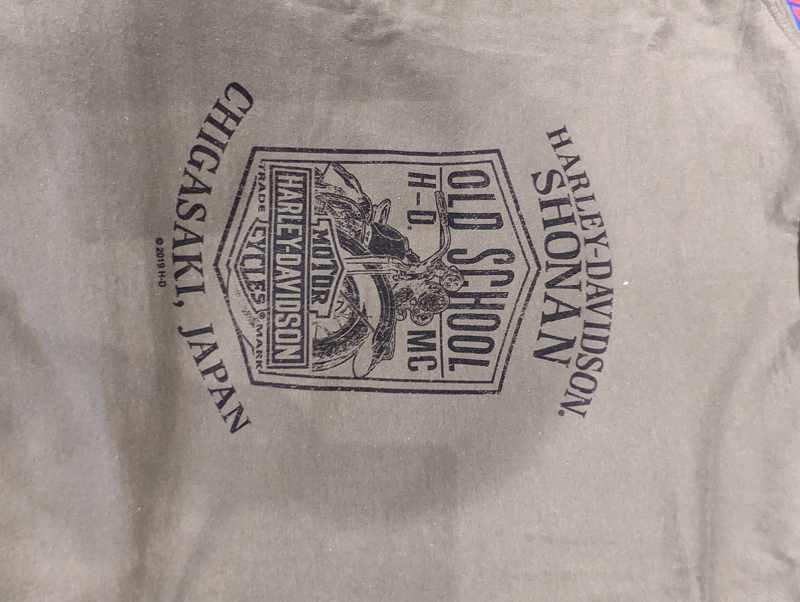 HARLEY-DAVIDSON®
SHONAN
OLD SCHOOL
H-D. MC
MOTOR
HARLEY-DAVIDSON
CYCLES
TRADE ® MARK
CHIGASAKI, JAPAN
© 2019 H-D